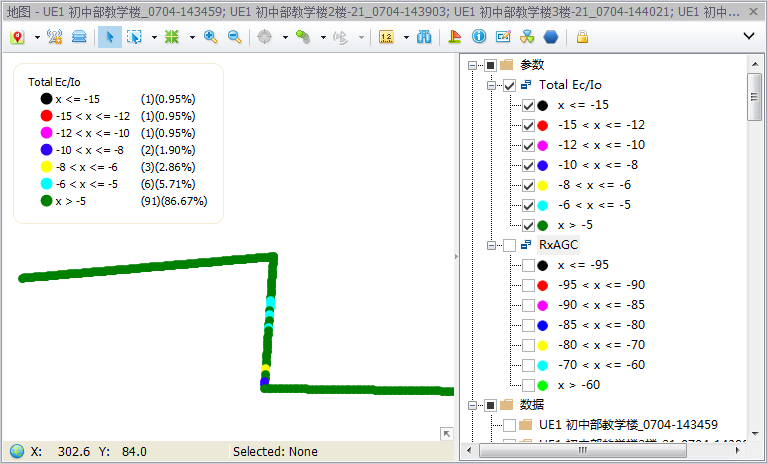 地图 - UE1 初中部教学楼_0704-143459; UE1 初中部教学楼2楼-21_0704-143903; UE1 初中部教学楼3楼-21_0704-144021; UE1 初中...
Total Ec/Io
x <= -15 (1)(0.95%)
-15 < x <= -12 (1)(0.95%)
-12 < x <= -10 (1)(0.95%)
-10 < x <= -8 (2)(1.90%)
-8 < x <= -6 (3)(2.86%)
-6 < x <= -5 (6)(5.71%)
x > -5 (91)(86.67%)
参数
Total Ec/Io
x <= -15
-15 < x <= -12
-12 < x <= -10
-10 < x <= -8
-8 < x <= -6
-6 < x <= -5
x > -5
RxAGC
x <= -95
-95 < x <= -90
-90 < x <= -85
-85 < x <= -80
-80 < x <= -70
-70 < x <= -60
x > -60
数据
UE1 初中部教学楼_0704-143459
X: 302.6 Y: 84.0 Selected: None